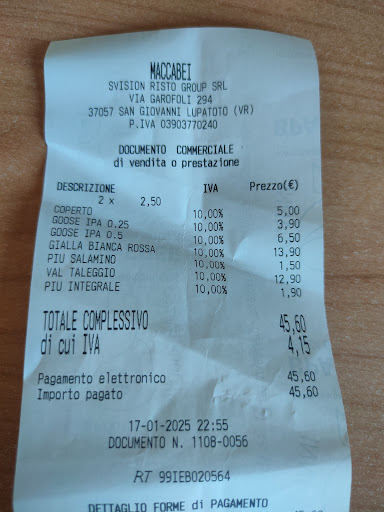 MACCABEI
SVISION RISTO GROUP SRL
VIA GAROFOLI 294
37057 SAN GIOVANNI LUPATOTO (VR)
P.IVA 03903770240
DOCUMENTO COMMERCIALE
di vendita o prestazione
DESCRIZIONE IVA Prezzo(€)
2 x 2,50
COPERTO 10,00% 5,00
GOOSE IPA 0.25 10,00% 3,90
GOOSE IPA 0.5 10,00% 6,50
GIALLA BIANCA ROSSA 10,00% 13,90
PIU SALAMINO 10,00% 1,50
VAL TALEGGIO 10,00% 12,90
PIU INTEGRALE 10,00% 1,90
TOTALE COMPLESSIVO 45,60
di cui IVA 4,15
Pagamento elettronico 45,60
Importo pagato 45,60
17-01-2025 22:55
DOCUMENTO N. 1108-0056
RT 99IEB020564
DETTAGLIO FORME di PAGAMENTO